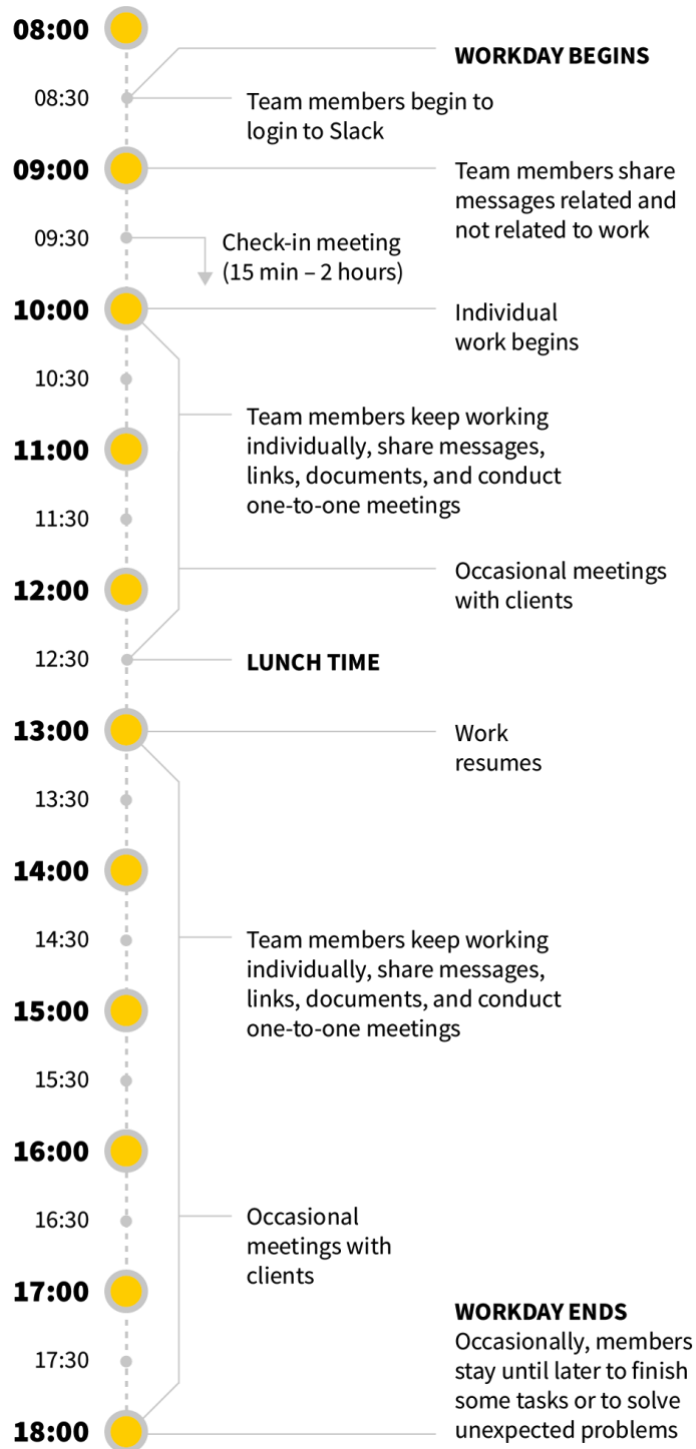 08:00
WORKDAY BEGINS
08:30
Team members begin to
login to Slack
09:00
Team members share
messages related and
not related to work
09:30
Check-in meeting
(15 min – 2 hours)
10:00
Individual
work begins
10:30
Team members keep working
individually, share messages,
links, documents, and conduct
one-to-one meetings
11:00
11:30
12:00
Occasional meetings
with clients
12:30
LUNCH TIME
13:00
Work
resumes
13:30
14:00
14:30
Team members keep working
individually, share messages,
links, documents, and conduct
one-to-one meetings
15:00
15:30
16:00
16:30
Occasional
meetings with
clients
17:00
17:30
WORKDAY ENDS
Occasionally, members
stay until later to finish
some tasks or to solve
unexpected problems
18:00